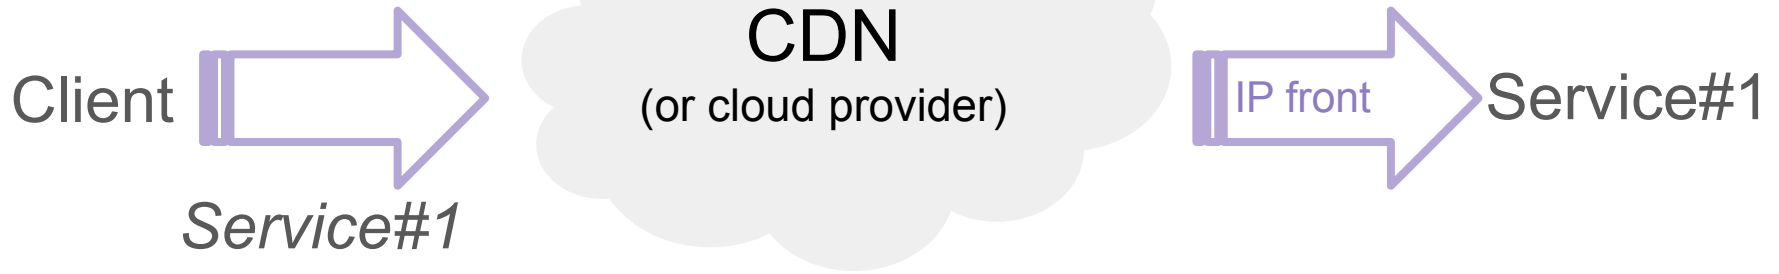 CDN
(or cloud provider)
Client
IP front
Service#1
Service#1